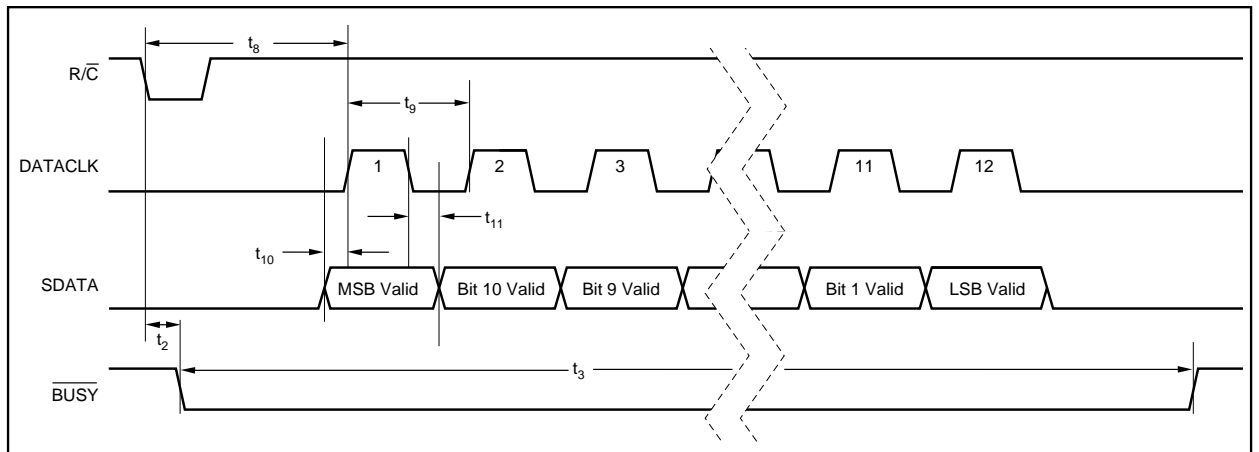 t8
R/C̅
t9
DATACLK
1
2
3
11
12
t11
t10
SDATA
MSB Valid
Bit 10 Valid
Bit 9 Valid
Bit 1 Valid
LSB Valid
t2
t3
B̅U̅S̅Y̅